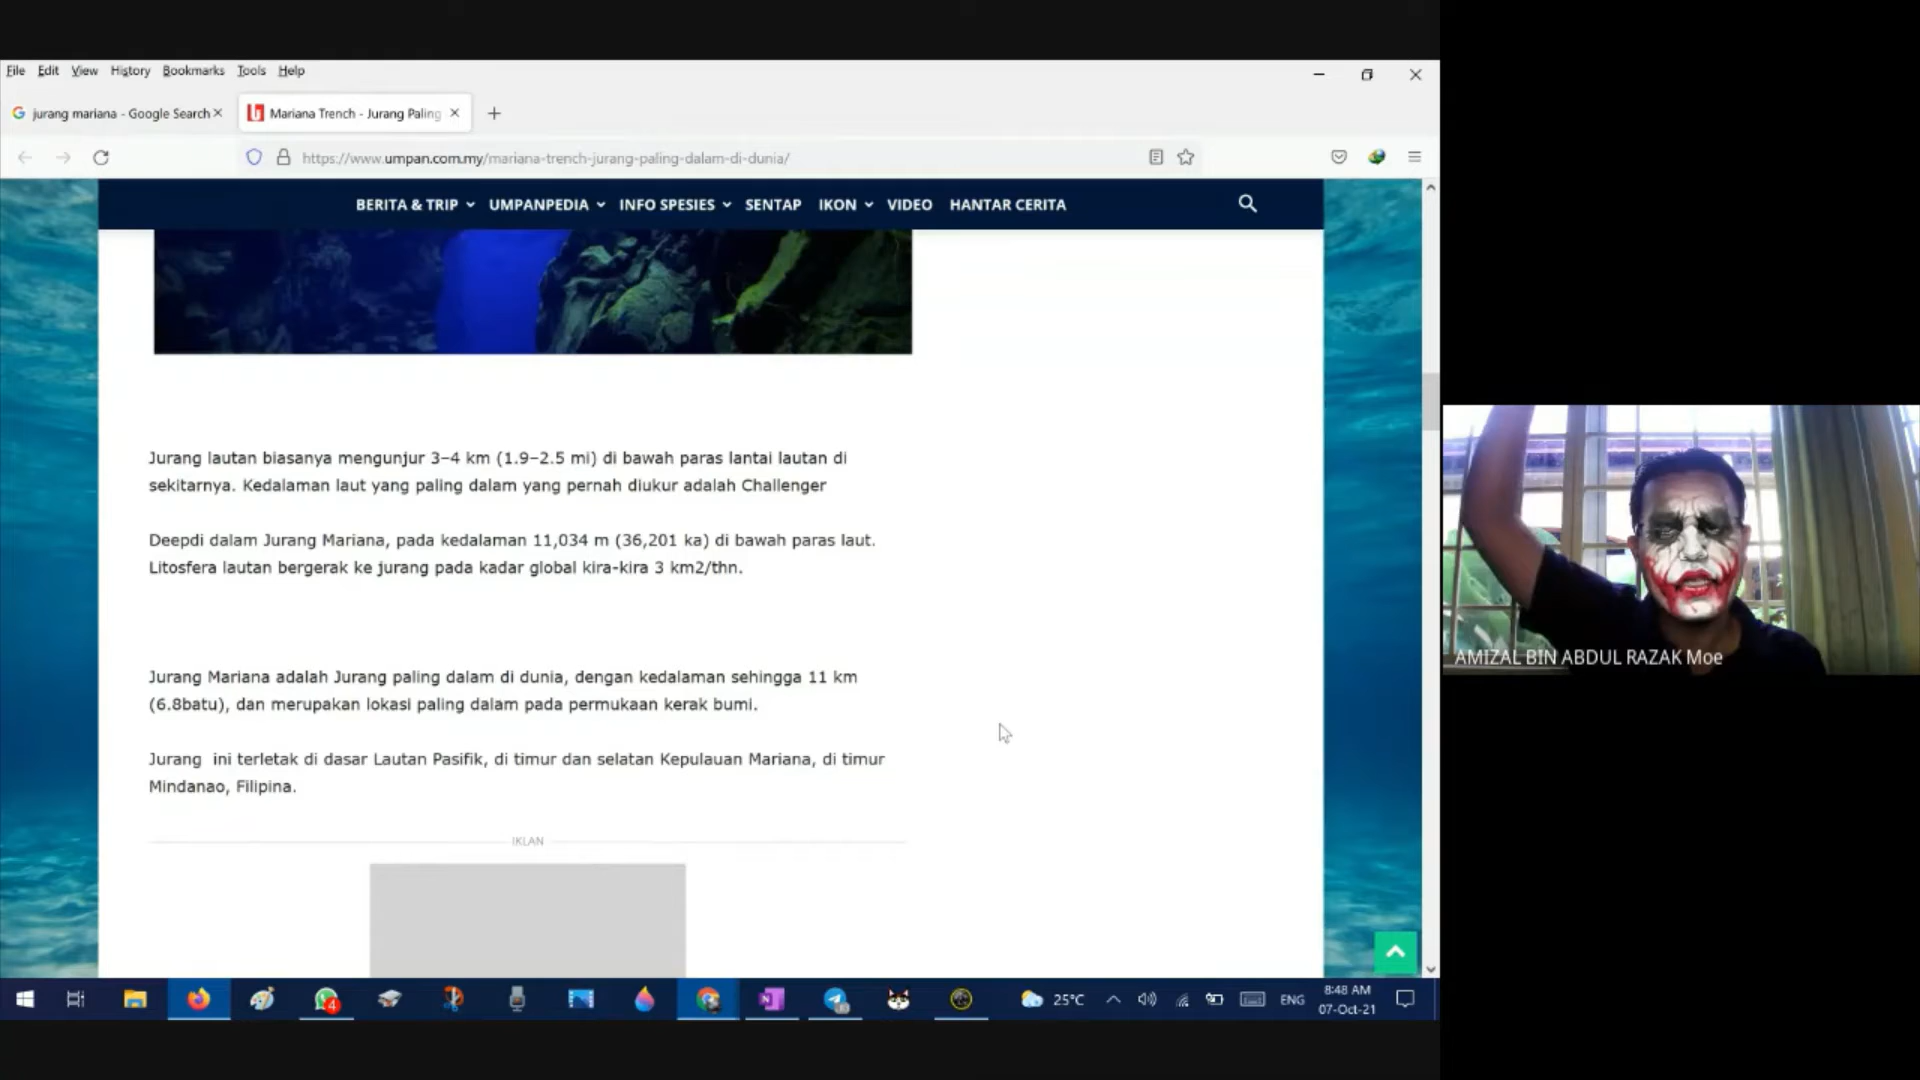 File Edit View History Bookmarks Tools Help
jurang mariana - Google Search
Mariana Trench - Jurang Paling
https://www.umpan.com.my/mariana-trench-jurang-paling-dalam-di-dunia/
BERITA & TRIP UMPANPEDIA INFO SPESIES SENTAP IKON VIDEO HANTAR CERITA
Jurang lautan biasanya mengunjur 3–4 km (1.9–2.5 mi) di bawah paras lantai lautan di
sekitarnya. Kedalaman laut yang paling dalam yang pernah diukur adalah Challenger
Deepdi dalam Jurang Mariana, pada kedalaman 11,034 m (36,201 ka) di bawah paras laut.
Litosfera lautan bergerak ke jurang pada kadar global kira-kira 3 km2/thn.
Jurang Mariana adalah Jurang paling dalam di dunia, dengan kedalaman sehingga 11 km
(6.8batu), dan merupakan lokasi paling dalam pada permukaan kerak bumi.
Jurang ini terletak di dasar Lautan Pasifik, di timur dan selatan Kepulauan Mariana, di timur
Mindanao, Filipina.
IKLAN
AMIZAL BIN ABDUL RAZAK Moe
4
25°C
ENG
8:48 AM
07-Oct-21